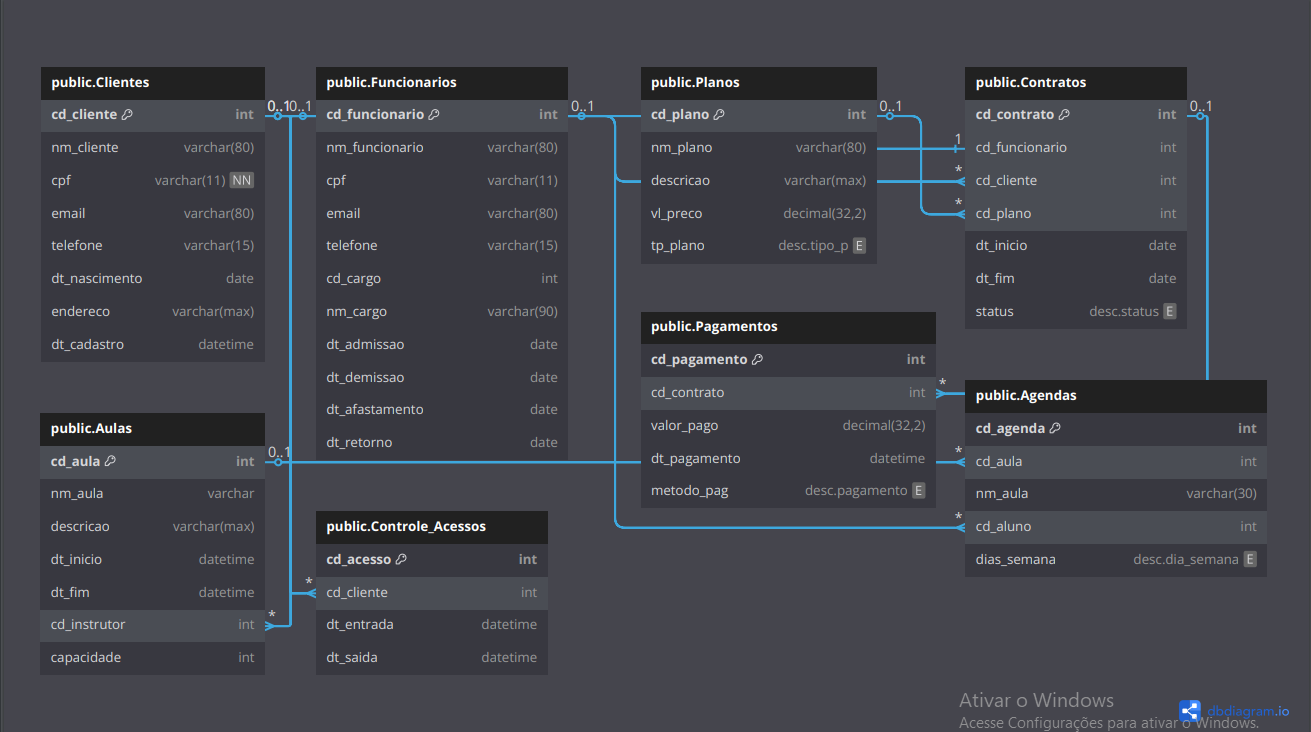 public.Clientes
cd_cliente int
nm_cliente varchar(80)
cpf varchar(11) NN
email varchar(80)
telefone varchar(15)
dt_nascimento date
endereco varchar(max)
dt_cadastro datetime
0..1
0..1
public.Funcionarios
cd_funcionario int
nm_funcionario varchar(80)
cpf varchar(11)
email varchar(80)
telefone varchar(15)
cd_cargo int
nm_cargo varchar(90)
dt_admissao date
dt_demissao date
dt_afastamento date
dt_retorno date
0..1
public.Planos
cd_plano int
nm_plano varchar(80)
descricao varchar(max)
vl_preco decimal(32,2)
tp_plano desc.tipo_p E
0..1
1
*
*
public.Contratos
cd_contrato int
cd_funcionario int
cd_cliente int
cd_plano int
dt_inicio date
dt_fim date
status desc.status E
0..1
public.Pagamentos
cd_pagamento int
cd_contrato int
valor_pago decimal(32,2)
dt_pagamento datetime
metodo_pag desc.pagamento E
*
*
*
public.Agendas
cd_agenda int
cd_aula int
nm_aula varchar(30)
cd_aluno int
dias_semana desc.dia_semana E
public.Aulas
cd_aula int
nm_aula varchar
descricao varchar(max)
dt_inicio datetime
dt_fim datetime
cd_instrutor int
capacidade int
0..1
*
*
public.Controle_Acessos
cd_acesso int
cd_cliente int
dt_entrada datetime
dt_saida datetime
Ativar o Windows
Acesse Configurações para ativar o Windows.
dbdiagram.io